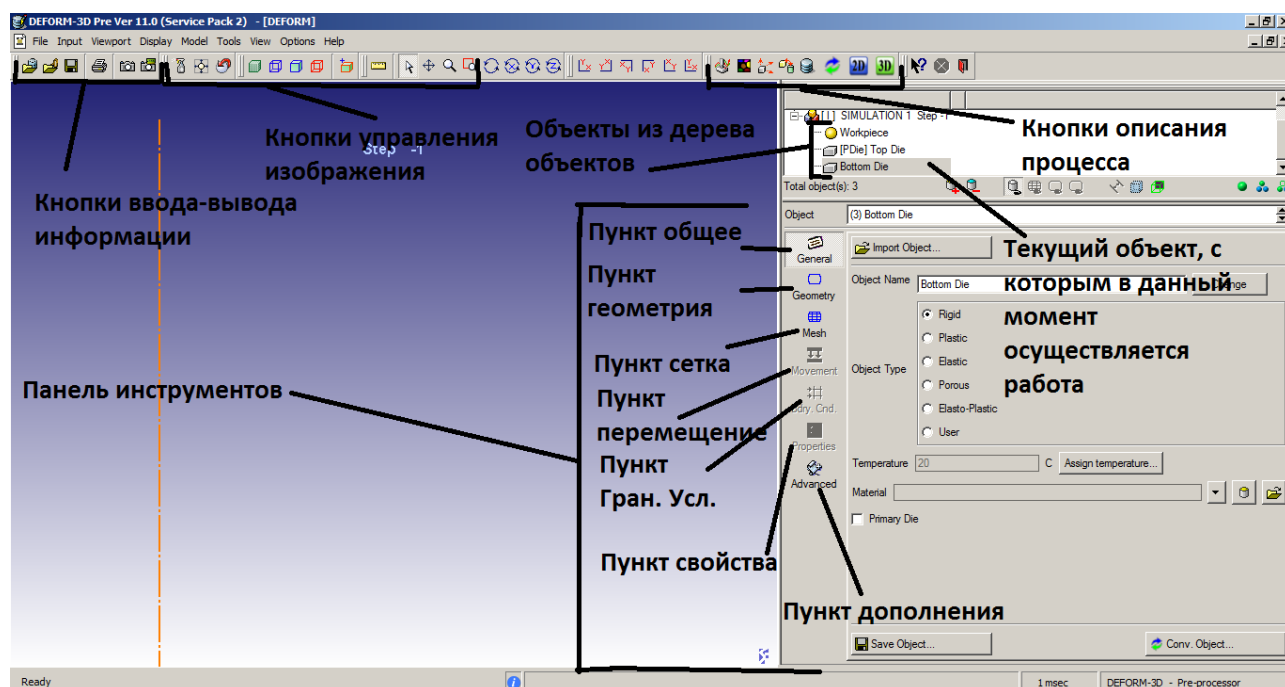 DEFORM-3D Pre Ver 11.0 (Service Pack 2) - [DEFORM]
File Input Viewport Display Model Tools View Options Help
2D 3D
Кнопки управления
изображения
Step -1
Объекты из дерева
объектов
[1] SIMULATION 1 Step -1
Workpiece
[PDie] Top Die
Bottom Die
Кнопки описания
процесса
Total object(s): 3
Кнопки ввода-вывода
информации
Object (3) Bottom Die
Пункт общее
General
Import Object...
Текущий объект, с
которым в данный
момент
осуществляется
работа
Пункт
геометрия
Geometry
Object Name Bottom Die
Rigid
Plastic
Mesh
Пункт сетка
Movement
Object Type
Elastic
Porous
Elasto-Plastic
User
Панель инструментов
Пункт
перемещение
Пункт
Гран. Усл.
Properties
Temperature 20 C Assign temperature...
Advanced
Material
Primary Die
Пункт свойства
Пункт дополнения
Save Object...
Conv. Object...
Ready
1 msec
DEFORM-3D - Pre-processor